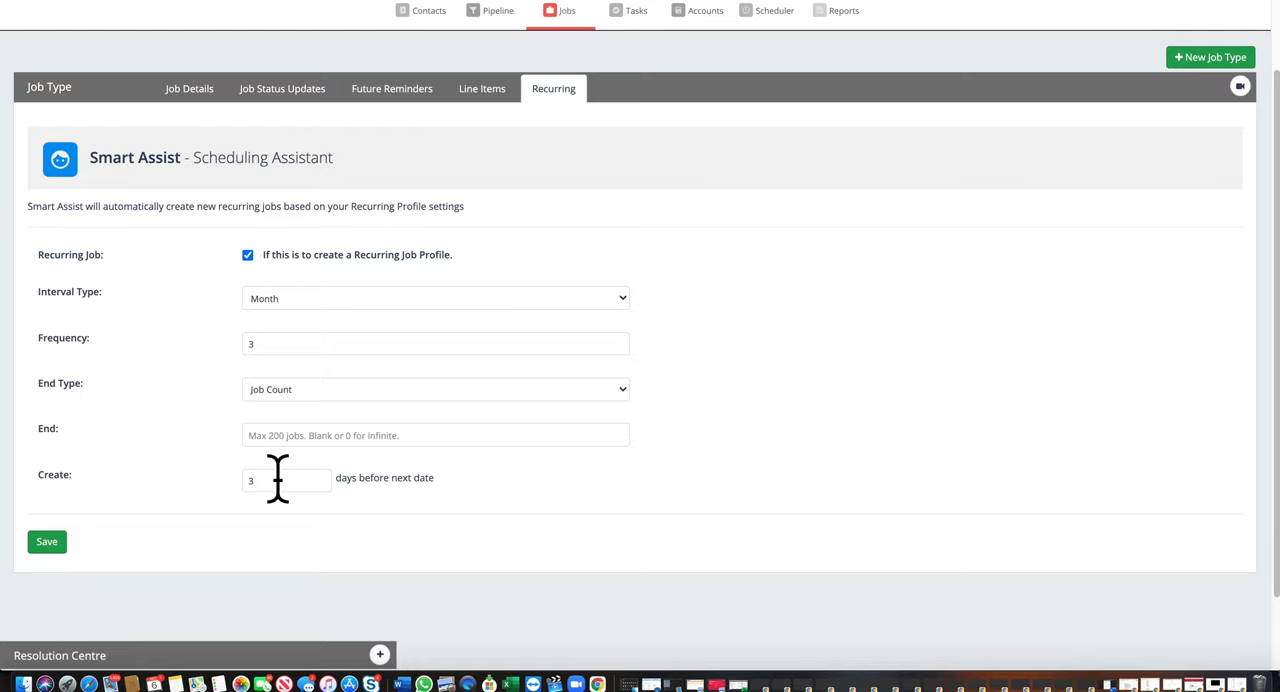 Contacts Pipeline Jobs Tasks Accounts Scheduler Reports
+ New Job Type
Job Type Job Details Job Status Updates Future Reminders Line Items Recurring
Smart Assist - Scheduling Assistant
Smart Assist will automatically create new recurring jobs based on your Recurring Profile settings
Recurring Job: If this is to create a Recurring Job Profile.
Interval Type: Month
Frequency: 3
End Type: Job Count
End: Max 200 jobs. Blank or 0 for infinite.
Create: 3 days before next date
Save
Resolution Centre +